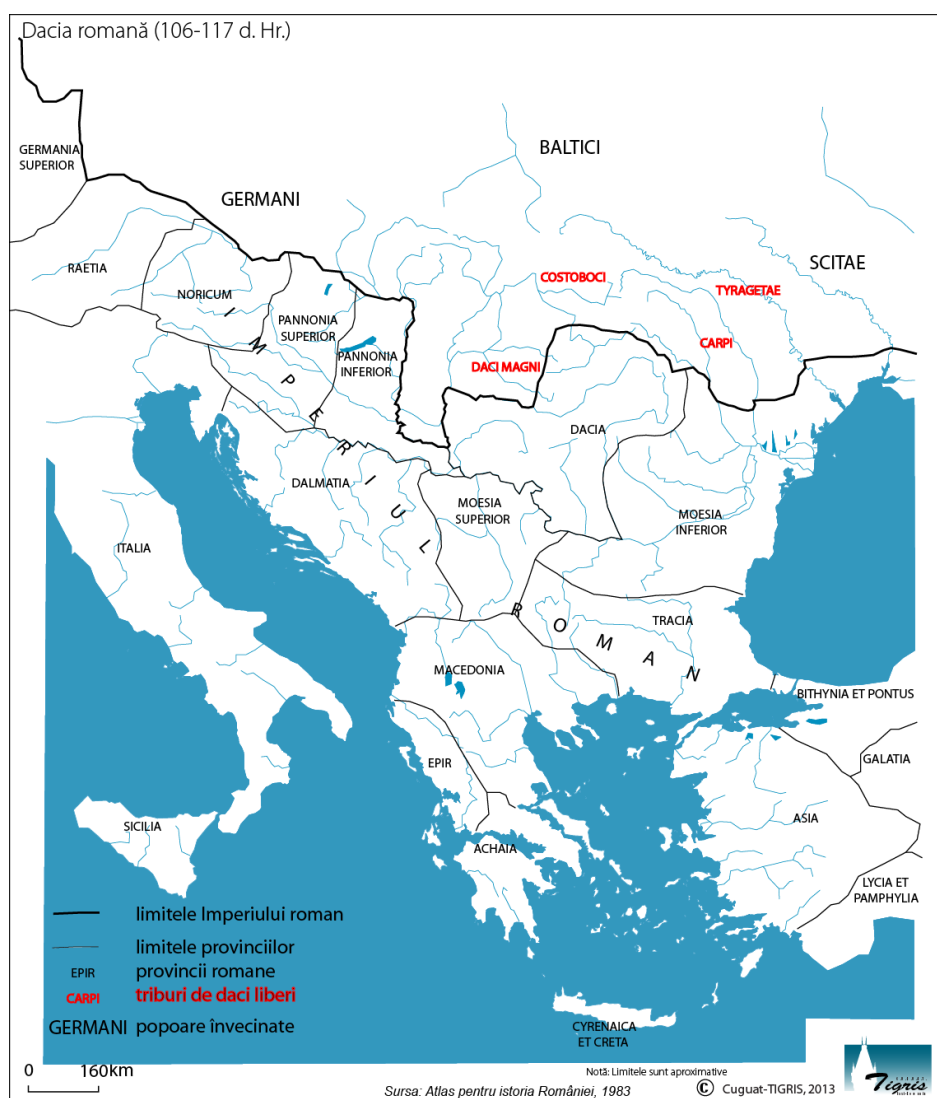 Dacia romană (106-117 d. Hr.)
BALTICI
GERMANIA
SUPERIOR
GERMANI
SCITAE
RAETIA
COSTOBOCI
TYRAGETAE
NORICUM
PANNONIA
SUPERIOR
CARPI
PANNONIA
INFERIOR
DACI MAGNI
IMPERIUL ROMAN
DACIA
DALMATIA
MOESIA
SUPERIOR
MOESIA
INFERIOR
ITALIA
TRACIA
MACEDONIA
BITHYNIA ET PONTUS
EPIR
GALATIA
SICILIA
ASIA
ACHAIA
LYCIA ET
PAMPHYLIA
limitele Imperiului roman
limitele provinciilor
EPIR provincii romane
CARPI triburi de daci liberi
GERMANI popoare învecinate
CYRENAICA
ET CRETA
0 160km
Notă: Limitele sunt aproximative
Sursa: Atlas pentru istoria României, 1983
© Cuguat-TIGRIS, 2013
Tigris